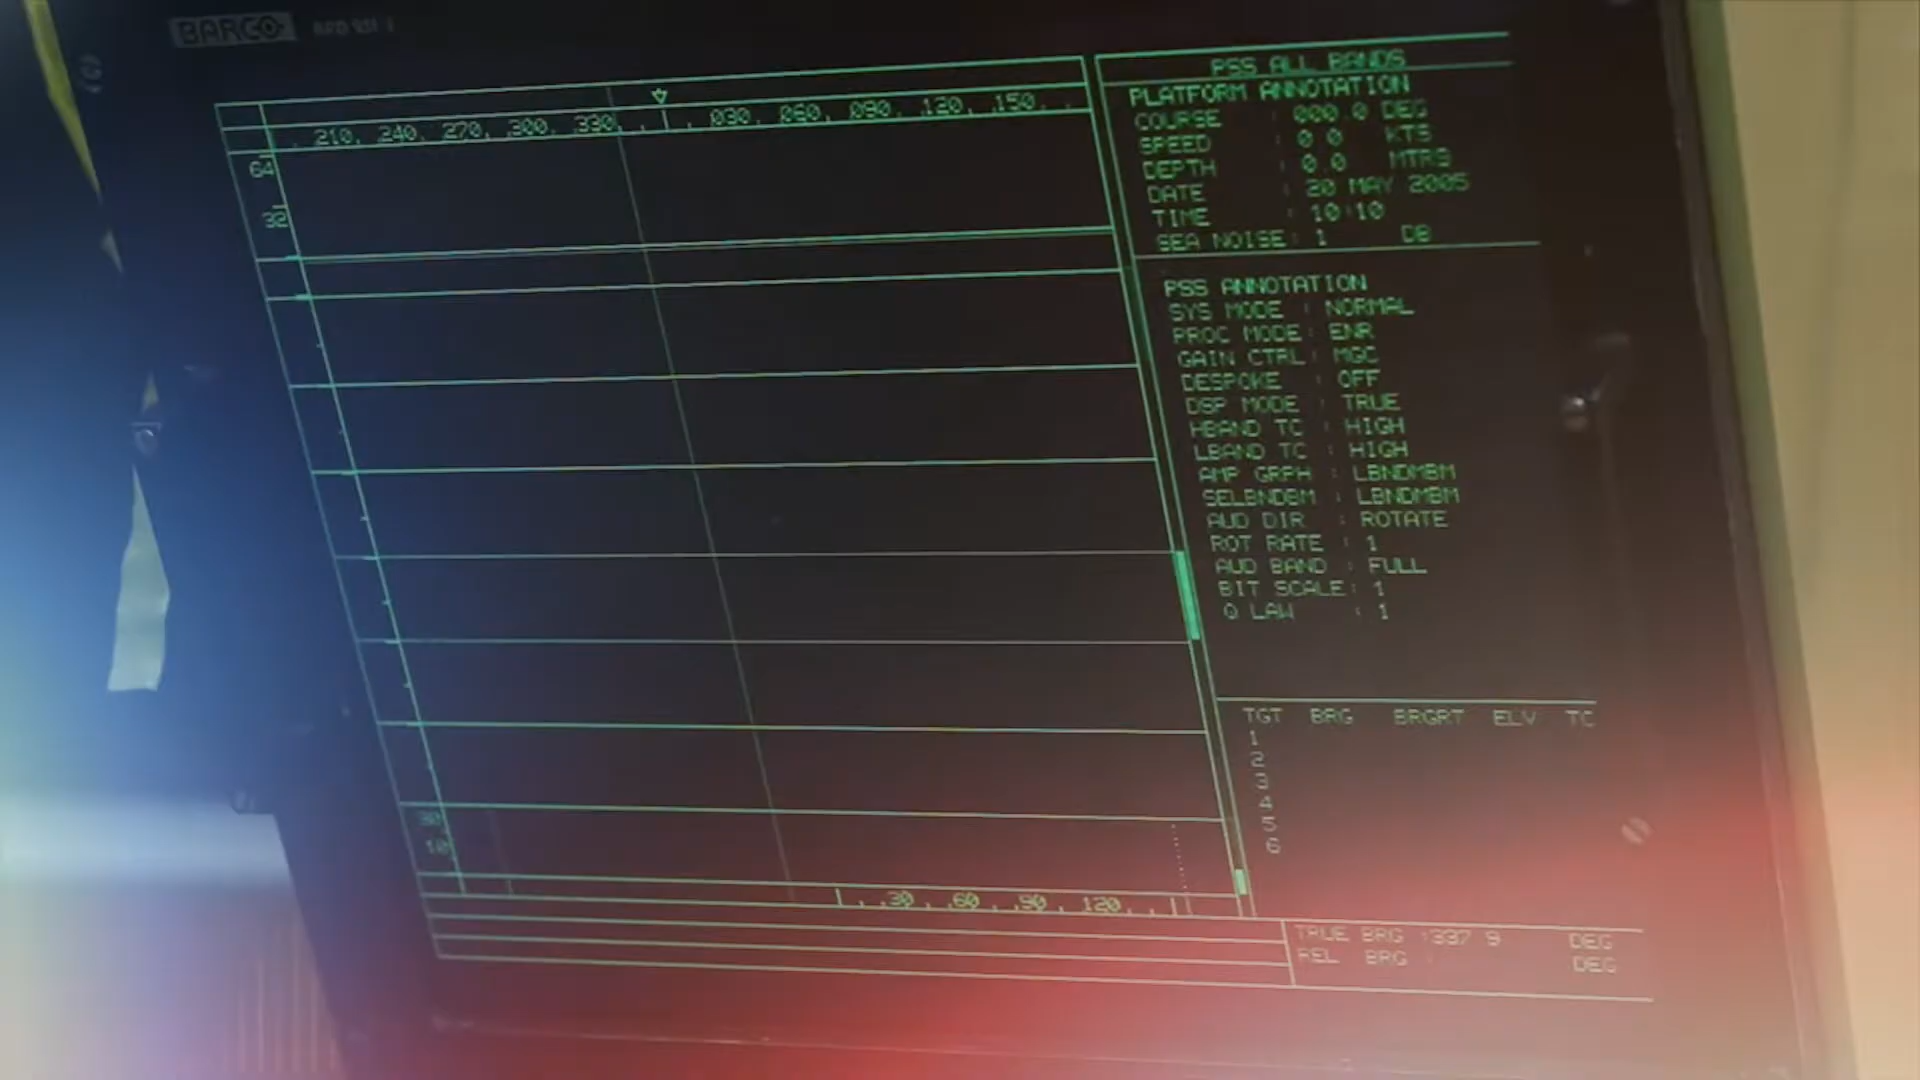 BARCO
PSS ALL BANDS
210. 240. 270. 300. 330. 030. 060. 090. 120. 150.
PLATFORM ANNOTATION
COURSE : 000.0 DEG
SPEED : 0.0 KTS
DEPTH : 0.0 MTRS
DATE : 20 MAY 2005
TIME : 10:10
SEA NOISE: 1 DB
64
32
PSS ANNOTATION
SYS MODE : NORMAL
PROC MODE: ENR
GAIN CTRL: MGC
DESPOKE : OFF
DSP MODE : TRUE
HBAND TC : HIGH
LBAND TC : HIGH
AMP GRPH : LBNDMBM
SELBNDBM : LBNDMBM
AUD DIR : ROTATE
ROT RATE : 1
AUD BAND : FULL
BIT SCALE: 1
Q LAW : 1
TGT BRG BRGRT ELV TC
1
2
3
4
5
6
10
.30 . .60 . .90 . 120.
TRUE BRG :337.9 DEG
REL BRG : DEG